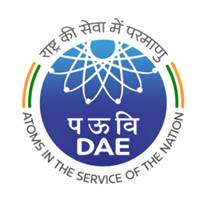 राष्ट्र की सेवा में परमाणु
प ऊ वि
DAE
ATOMS IN THE SERVICE OF THE NATION